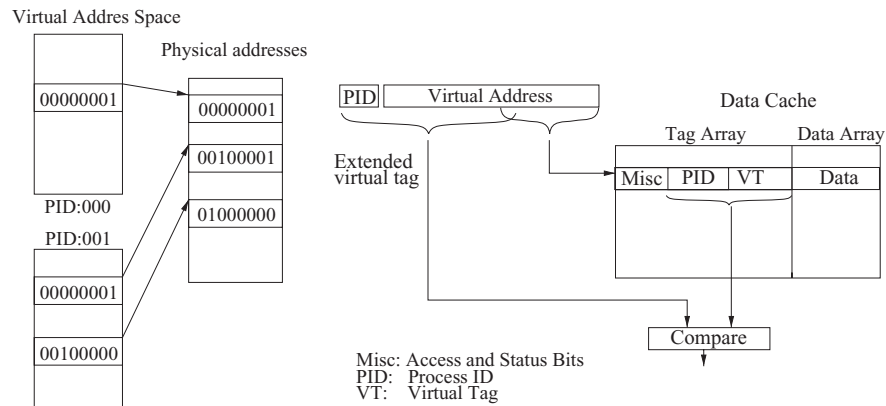 Virtual Addres Space
Physical addresses
00000001
PID:000
PID:001
00000001
00100000
00000001
00100001
01000000
PID Virtual Address
Extended
virtual tag
Data Cache
Tag Array Data Array
Misc PID VT Data
Compare
Misc: Access and Status Bits
PID: Process ID
VT: Virtual Tag